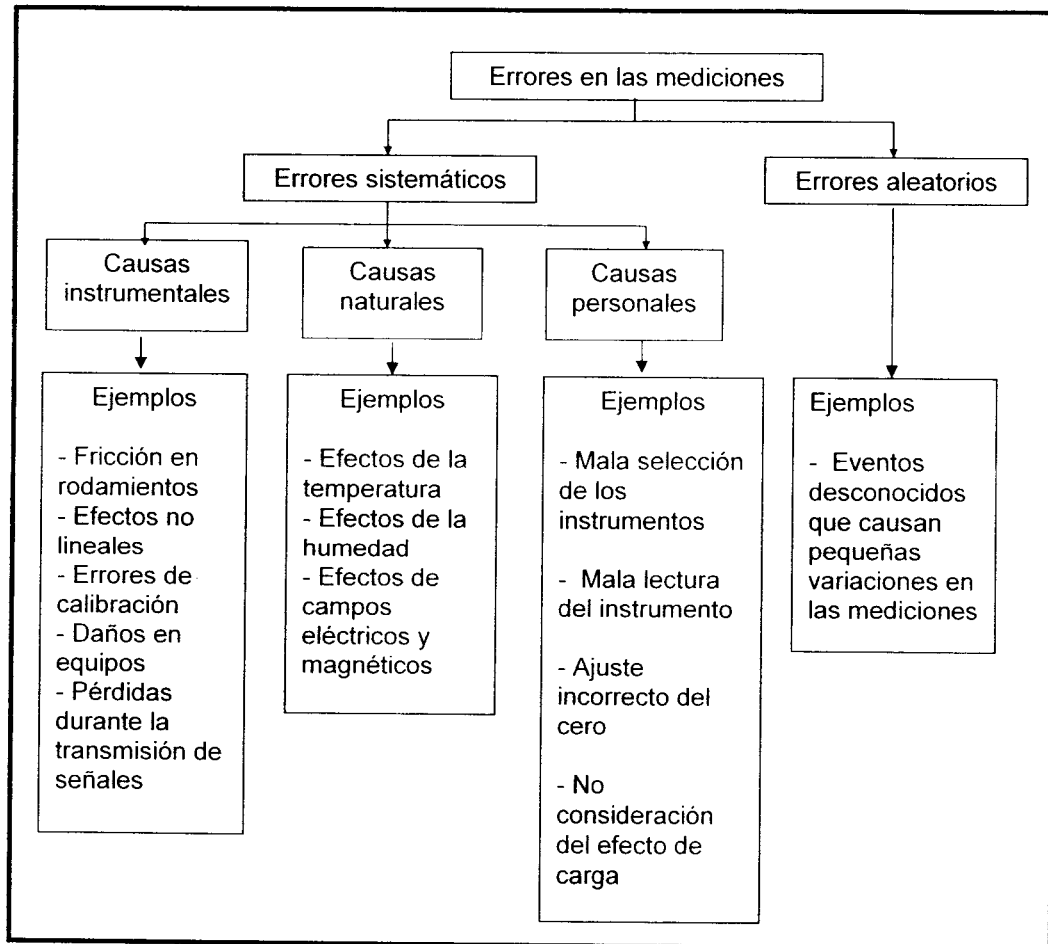 Errores en las mediciones
Errores sistemáticos
Errores aleatorios
Causas
instrumentales
Causas
naturales
Causas
personales
Ejemplos
- Fricción en
rodamientos
- Efectos no
lineales
- Errores de
calibración
- Daños en
equipos
- Pérdidas
durante la
transmisión de
señales
Ejemplos
- Efectos de la
temperatura
- Efectos de la
humedad
- Efectos de
campos
eléctricos y
magnéticos
Ejemplos
- Mala selección
de los
instrumentos
- Mala lectura
del instrumento
- Ajuste
incorrecto del
cero
- No
consideración
del efecto de
carga
Ejemplos
- Eventos
desconocidos
que causan
pequeñas
variaciones en
las mediciones